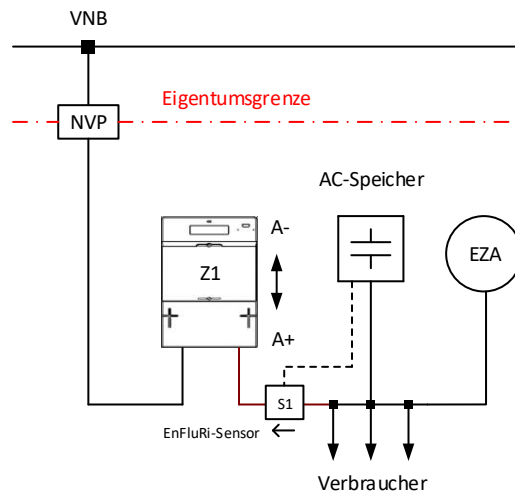 VNB
Eigentumsgrenze
NVP
AC-Speicher
A-
Z1
EZA
A+
S1
EnFluRi-Sensor
Verbraucher